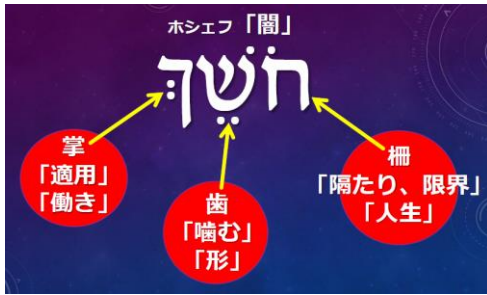 ホシェフ「闇」
חֹשֶׁךְ
掌
「適用」
「働き」
歯
「噛む」
「形」
柵
「隔たり、限界」
「人生」